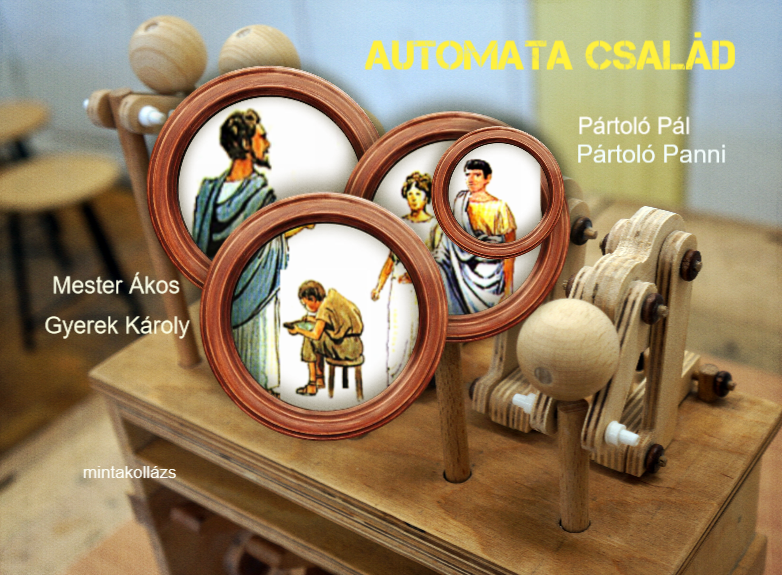 AUTOMATA CSALÁD
Pártoló Pál
Pártoló Panni
Mester Ákos
Gyerek Károly
mintakollázs